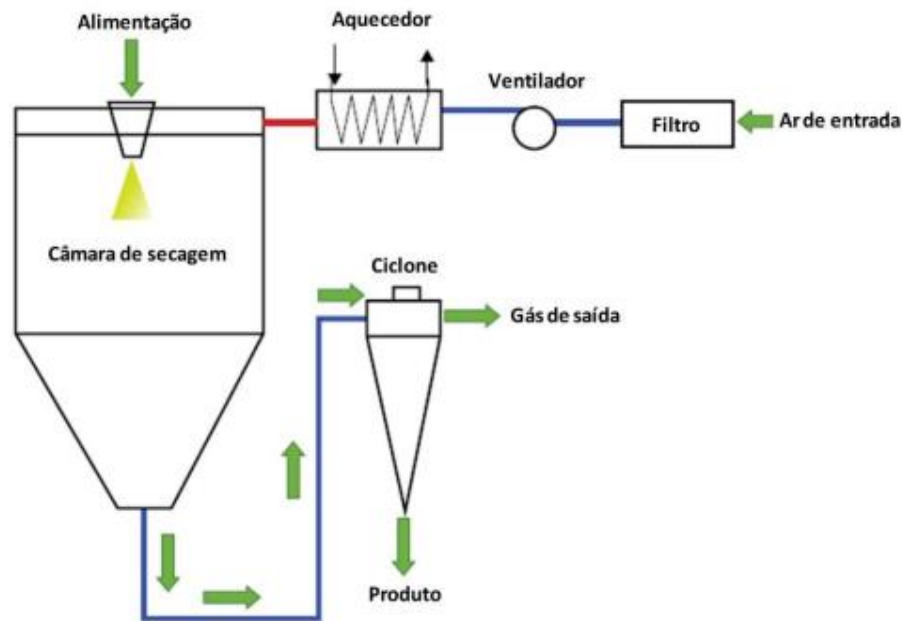 Alimentação
Aquecedor
Ventilador
Filtro
Ar de entrada
Câmara de secagem
Ciclone
Gás de saída
Produto